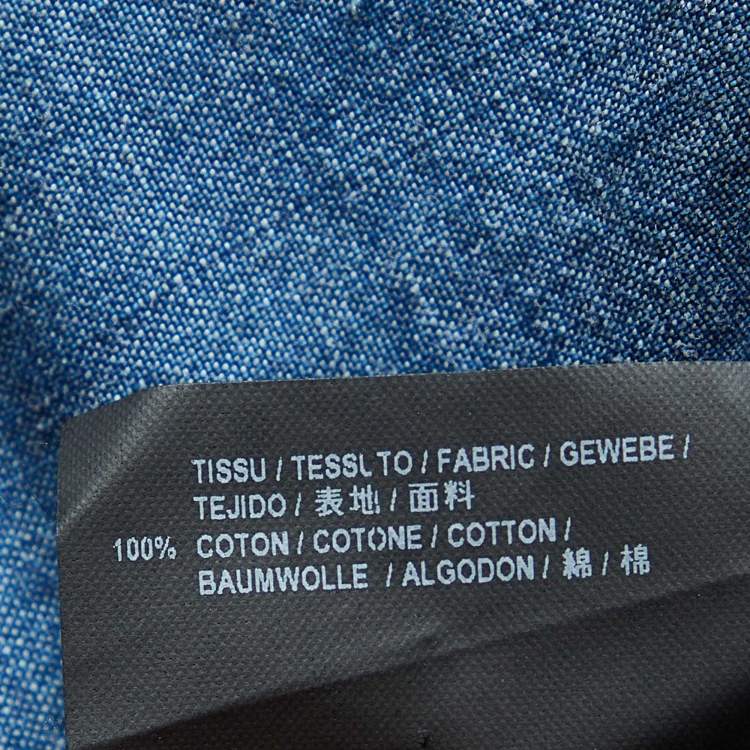 TISSU / TESSUTO / FABRIC / GEWEBE /
TEJIDO / 表地 / 面料
100% COTON / COTONE / COTTON /
BAUMWOLLE / ALGODON / 綿 / 棉